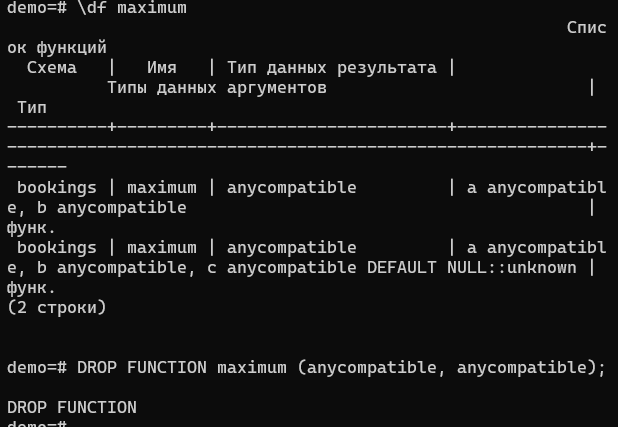 demo=# \df maximum
Спис
ок функций
Схема | Имя | Тип данных результата |
Типы данных аргументов |
Тип
----------+---------+-----------------------+---------------
----------------------------------------------------------+-
------
bookings | maximum | anycompatible | a anycompatibl
e, b anycompatible |
функ.
bookings | maximum | anycompatible | a anycompatibl
e, b anycompatible, c anycompatible DEFAULT NULL::unknown |
функ.
(2 строки)
demo=# DROP FUNCTION maximum (anycompatible, anycompatible);
DROP FUNCTION
demo=#